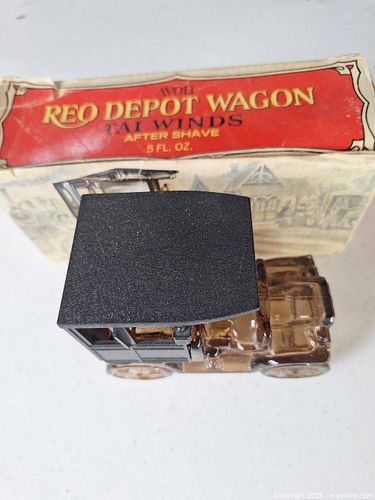 AVON
REO DEPOT WAGON
TAI WINDS
AFTER SHAVE
5 FL. OZ.